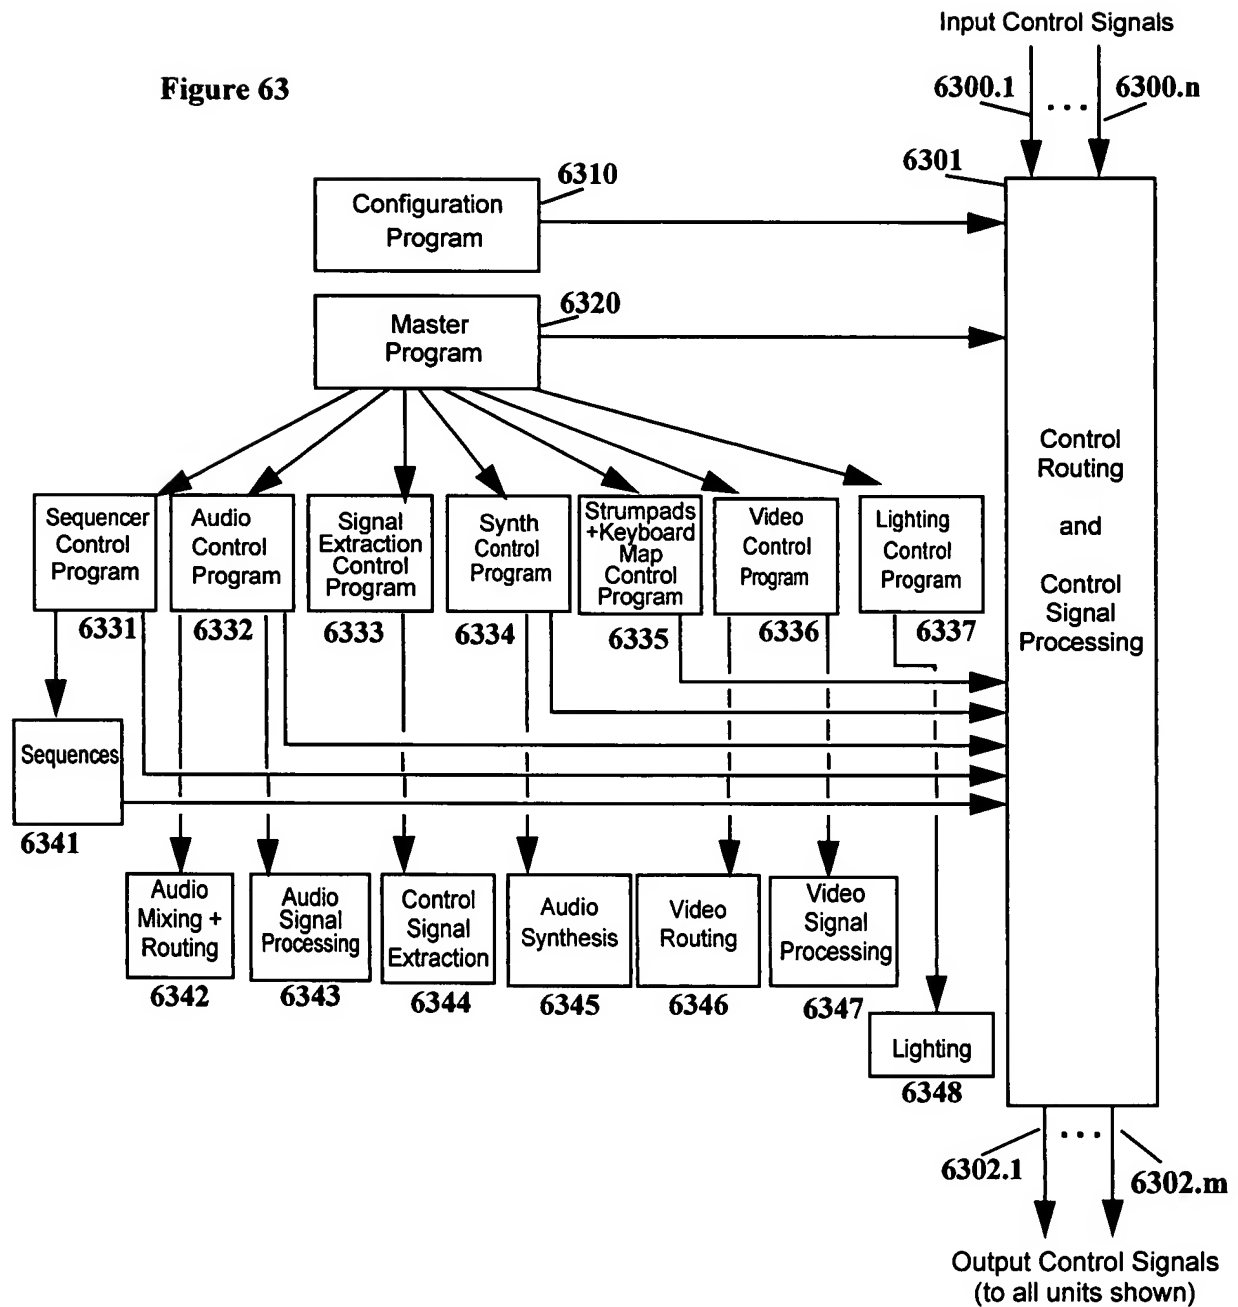 Input Control Signals
Figure 63
6300.1
...
6300.n
6301
6310
Configuration
Program
6320
Master
Program
Control
Routing
and
Control
Signal
Processing
Sequencer
Control
Program
6331
Audio
Control
Program
6332
Signal
Extraction
Control
Program
6333
Synth
Control
Program
6334
Strumpads
+Keyboard
Map
Control
Program
6335
Video
Control
Program
6336
Lighting
Control
Program
6337
Sequences
6341
Audio
Mixing +
Routing
6342
Audio
Signal
Processing
6343
Control
Signal
Extraction
6344
Audio
Synthesis
6345
Video
Routing
6346
Video
Signal
Processing
6347
Lighting
6348
6302.1
...
6302.m
Output Control Signals
(to all units shown)